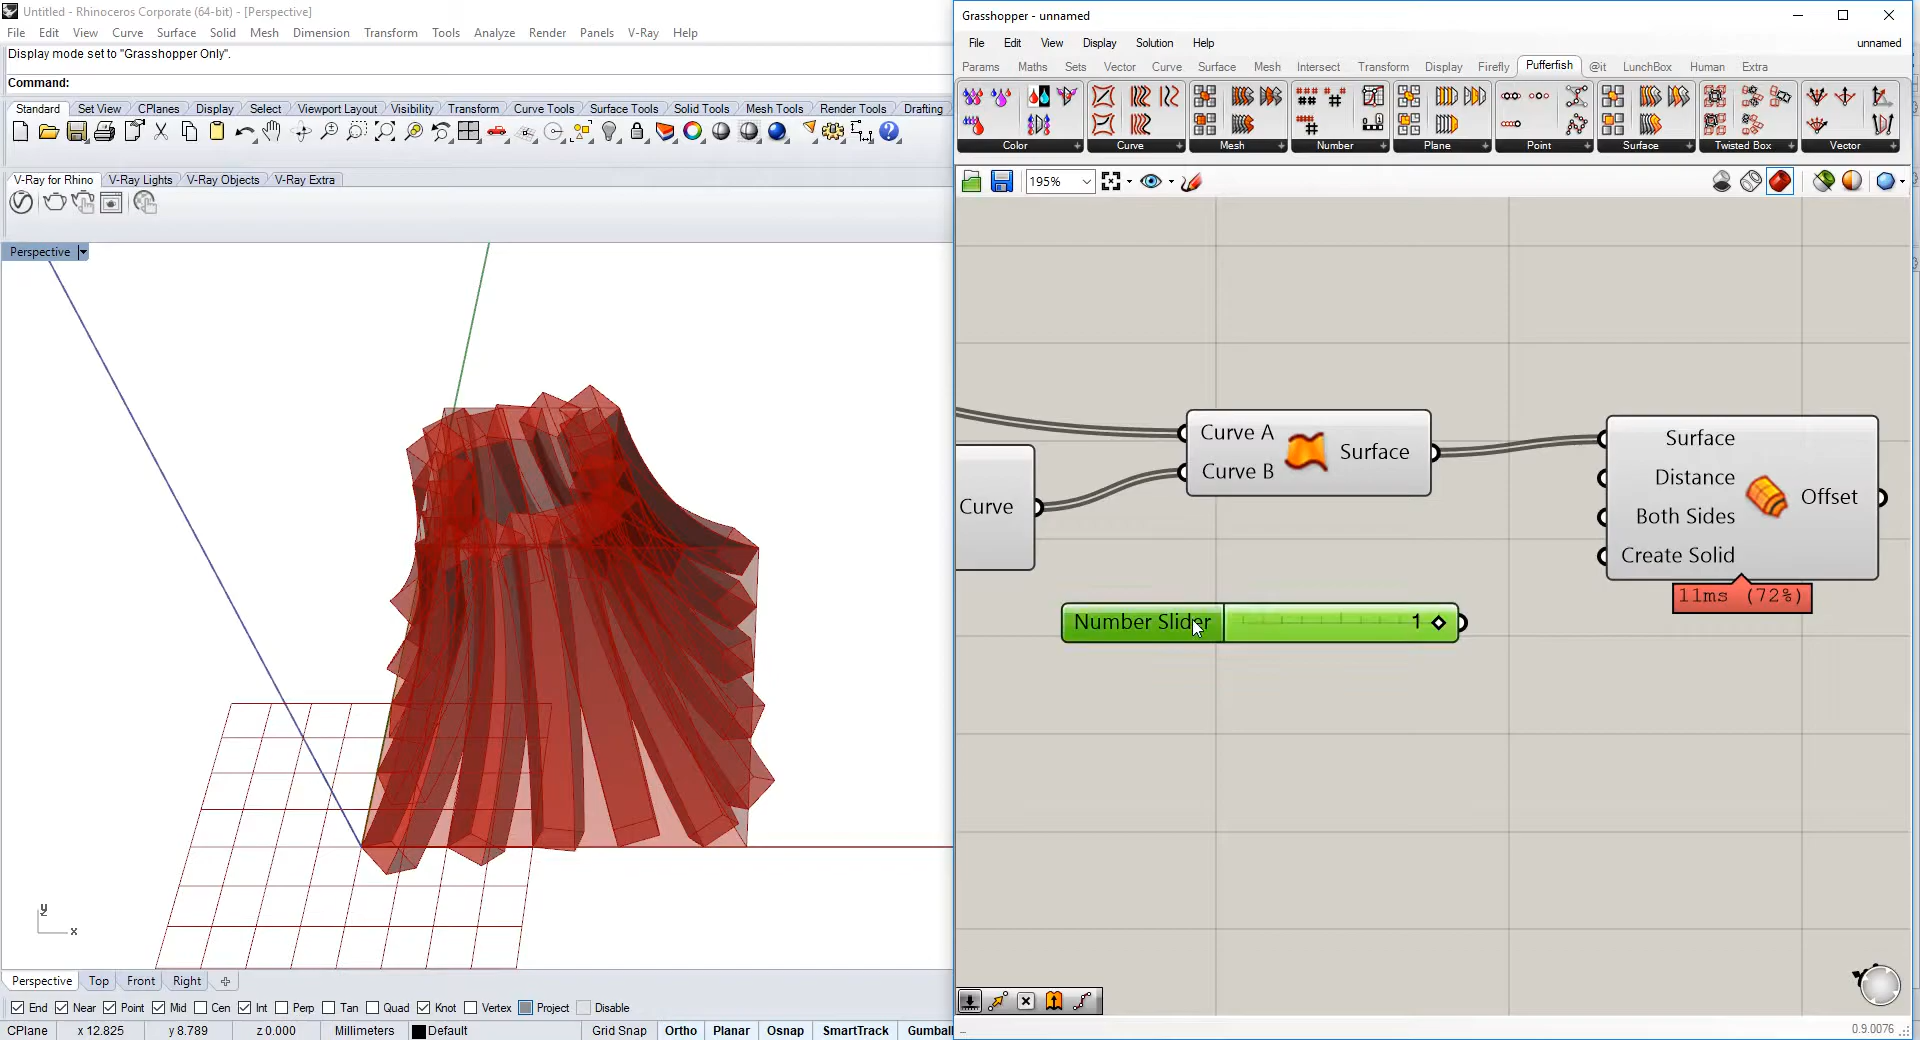 Untitled - Rhinoceros Corporate (64-bit) - [Perspective]
File Edit View Curve Surface Solid Mesh Dimension Transform Tools Analyze Render Panels V-Ray Help
Display mode set to "Grasshopper Only".
Command:
Standard Set View CPlanes Display Select Viewport Layout Visibility Transform Curve Tools Surface Tools Solid Tools Mesh Tools Render Tools Drafting
V-Ray for Rhino V-Ray Lights V-Ray Objects V-Ray Extra
Perspective
y
x
Perspective Top Front Right
End Near Point Mid Cen Int Perp Tan Quad Knot Vertex Project Disable
CPlane x 12.825 y 8.789 z 0.000 Millimeters Default Grid Snap Ortho Planar Osnap SmartTrack Gumball
Grasshopper - unnamed
File Edit View Display Solution Help unnamed
Params Maths Sets Vector Curve Surface Mesh Intersect Transform Display Firefly Pufferfish @it LunchBox Human Extra
Color Curve Mesh Number Plane Point Surface Twisted Box Vector
195%
Curve
Curve A
Curve B
Surface
Surface
Distance
Both Sides
Create Solid
Offset
11ms (72%)
Number Slider 1
0.9.0076